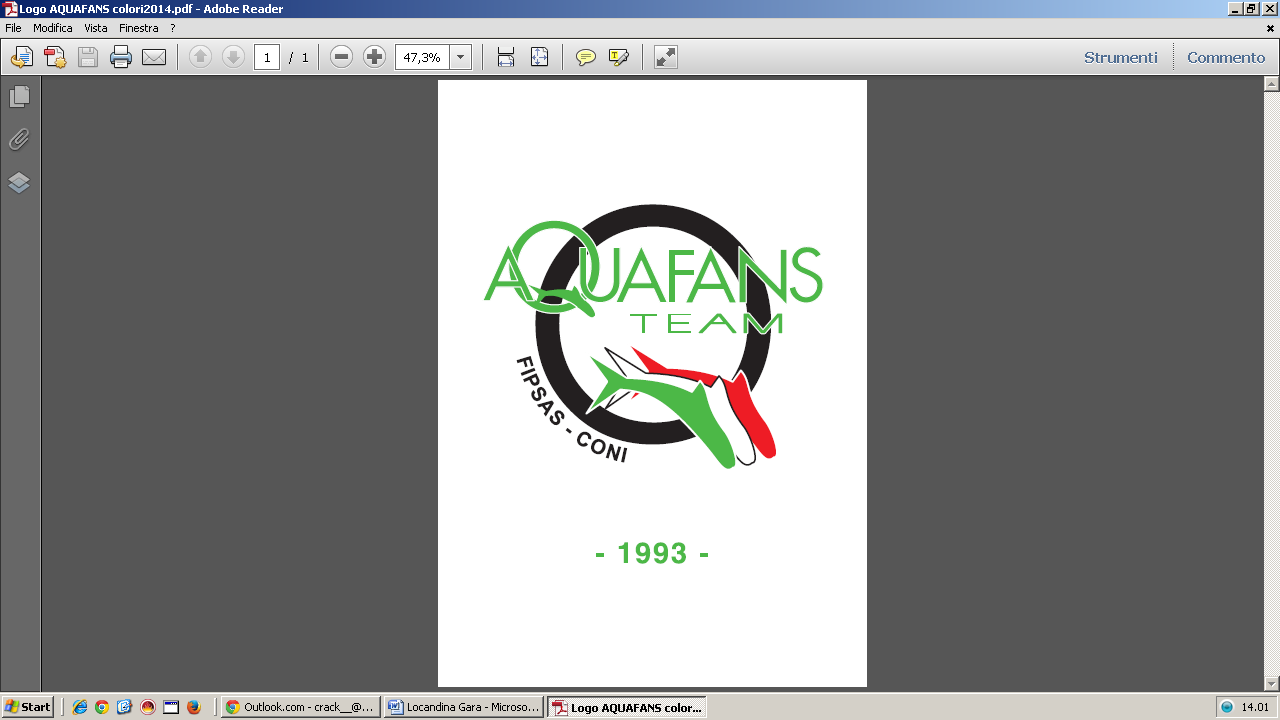 Logo AQUAFANS colori2014.pdf - Adobe Reader
File Modifica Vista Finestra ?
1 / 1 47,3% Strumenti Commento
AQUAFANS
TEAM
FIPSAS - CONI
- 1993 -
Start Outlook.com - crack__@... Locandina Gara - Micros... Logo AQUAFANS color... 14.01